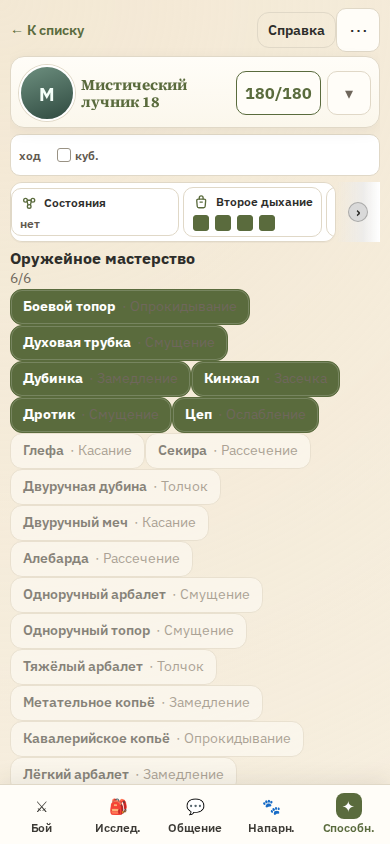 ← К списку
Справка
...
М
Мистический
лучник 18
180/180
▼
ход
куб.
Состояния
нет
Второе дыхание
›
Оружейное мастерство
6/6
Боевой топор · Опрокидывание
Духовая трубка · Смущение
Дубинка · Замедление Кинжал · Засечка
Дротик · Смущение Цеп · Ослабление
Глефа · Касание Секира · Рассечение
Двуручная дубина · Толчок
Двуручный меч · Касание
Алебарда · Рассечение
Одноручный арбалет · Смущение
Одноручный топор · Смущение
Тяжёлый арбалет · Толчок
Метательное копьё · Замедление
Кавалерийское копьё · Опрокидывание
Лёгкий арбалет · Замедление
Бой
Исслед.
Общение
Напарн.
Способн.